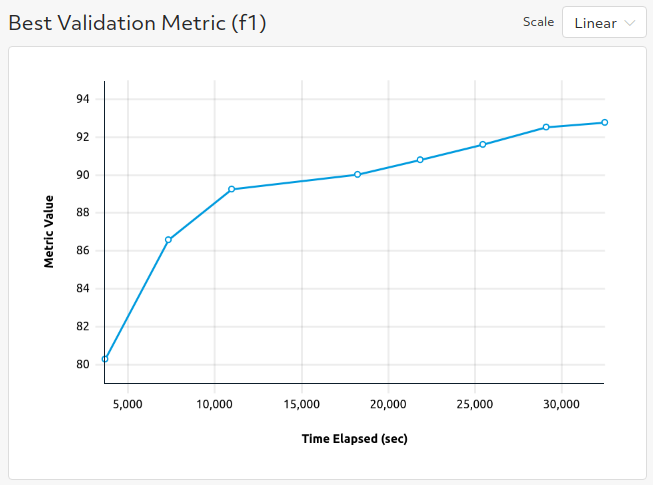 Best Validation Metric (f1)
Scale
Linear
94
92
90
88
86
84
82
80
Metric Value
5,000
10,000
15,000
20,000
25,000
30,000
Time Elapsed (sec)